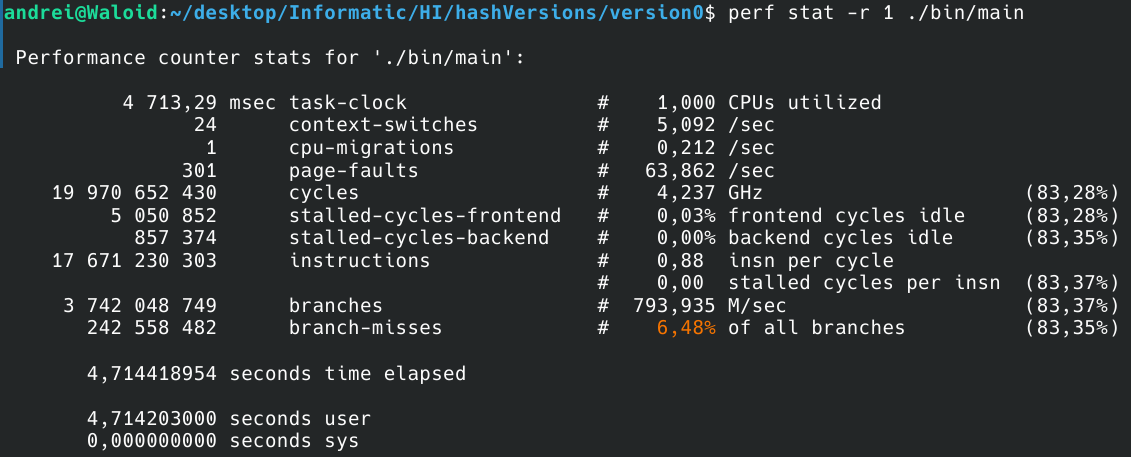 andrei@Waloid:~/desktop/Informatic/HI/hashVersions/version0$ perf stat -r 1 ./bin/main
Performance counter stats for './bin/main':
4 713,29 msec task-clock # 1,000 CPUs utilized
24 context-switches # 5,092 /sec
1 cpu-migrations # 0,212 /sec
301 page-faults # 63,862 /sec
19 970 652 430 cycles # 4,237 GHz (83,28%)
5 050 852 stalled-cycles-frontend # 0,03% frontend cycles idle (83,28%)
857 374 stalled-cycles-backend # 0,00% backend cycles idle (83,35%)
17 671 230 303 instructions # 0,88 insn per cycle
# 0,00 stalled cycles per insn (83,37%)
3 742 048 749 branches # 793,935 M/sec (83,37%)
242 558 482 branch-misses # 6,48% of all branches (83,35%)
4,714418954 seconds time elapsed
4,714203000 seconds user
0,000000000 seconds sys